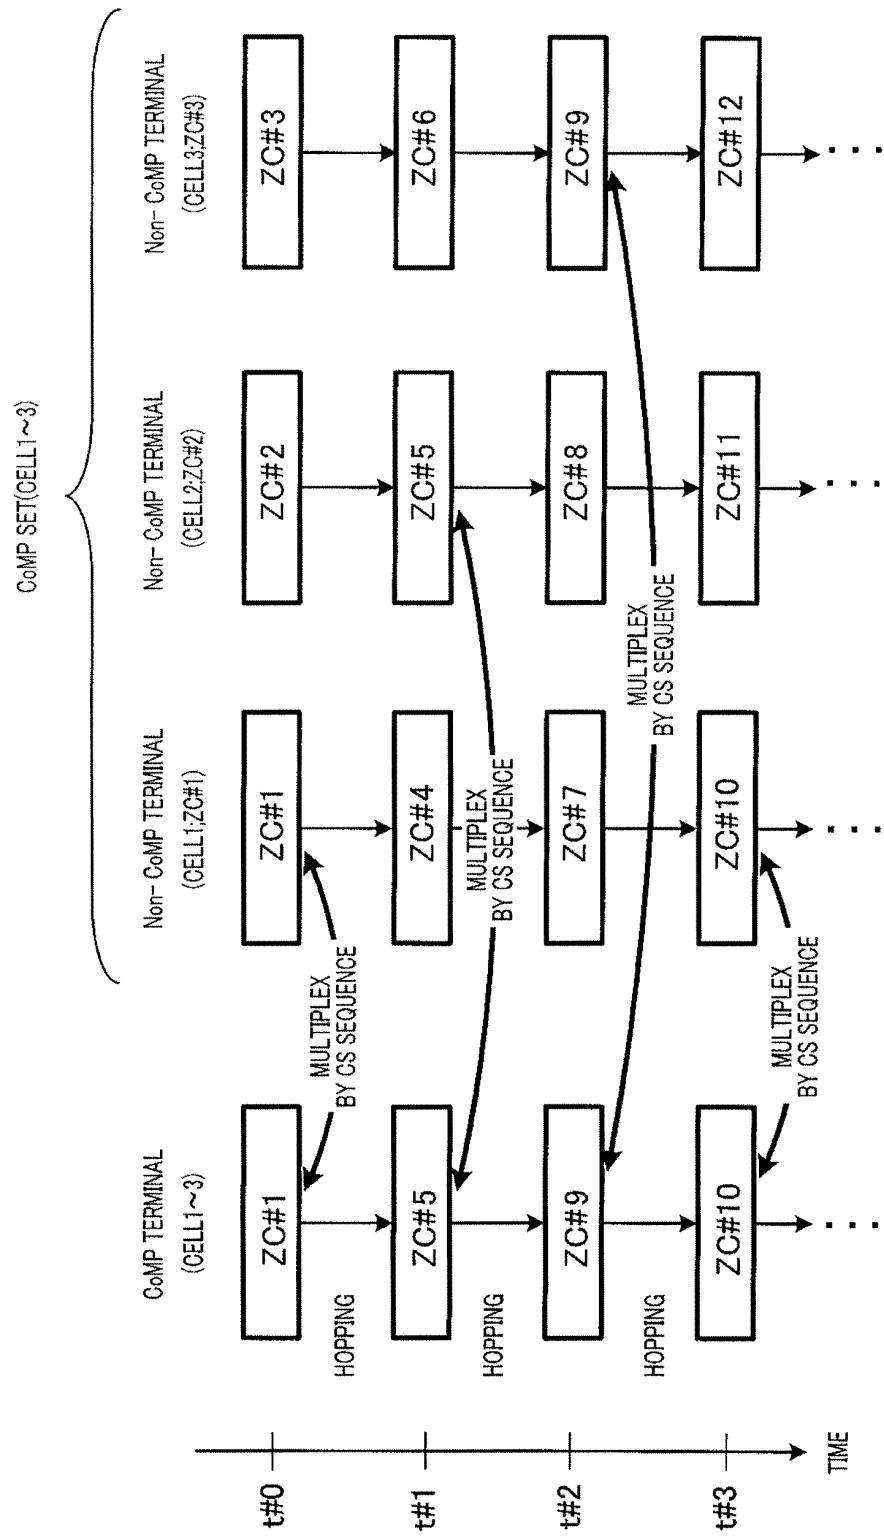 CoMP SET(CELL1~3)
CoMP TERMINAL
(CELL1~3)
Non- CoMP TERMINAL
(CELL1;ZC#1)
Non- CoMP TERMINAL
(CELL2;ZC#2)
Non- CoMP TERMINAL
(CELL3;ZC#3)
t#0
ZC#1
ZC#1
ZC#2
ZC#3
HOPPING
MULTIPLEX
BY CS SEQUENCE
t#1
ZC#5
ZC#4
ZC#5
ZC#6
HOPPING
MULTIPLEX
BY CS SEQUENCE
t#2
ZC#9
ZC#7
ZC#8
ZC#9
HOPPING
MULTIPLEX
BY CS SEQUENCE
t#3
ZC#10
ZC#10
ZC#11
ZC#12
MULTIPLEX
BY CS SEQUENCE
TIME